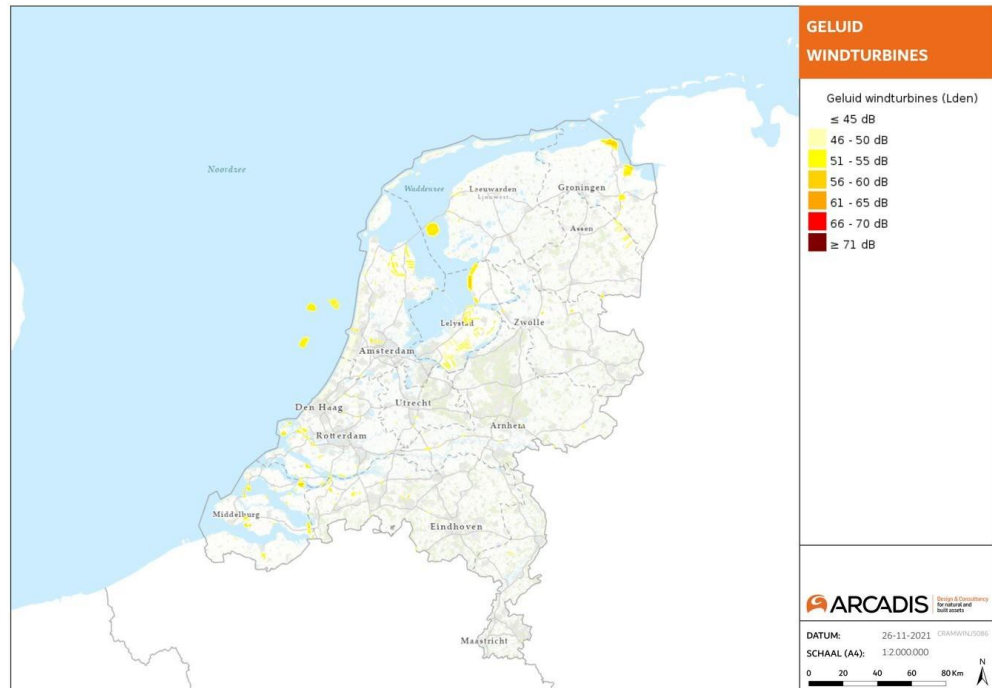 GELUID
WINDTURBINES
Geluid windturbines (Lden)
≤ 45 dB
46 - 50 dB
51 - 55 dB
56 - 60 dB
61 - 65 dB
66 - 70 dB
≥ 71 dB
Noordzee
Waddenzee
Leeuwarden
Ljouwert
Groningen
Assen
Lelystad
Zwolle
Amsterdam
Den Haag
Utrecht
Rotterdam
Arnhem
Middelburg
Eindhoven
Maastricht
ARCADIS
Design & Consultancy
for natural and
built assets
DATUM: 26-11-2021
SCHAAL (A4): 1:2.000.000
0 20 40 60 80 Km
N